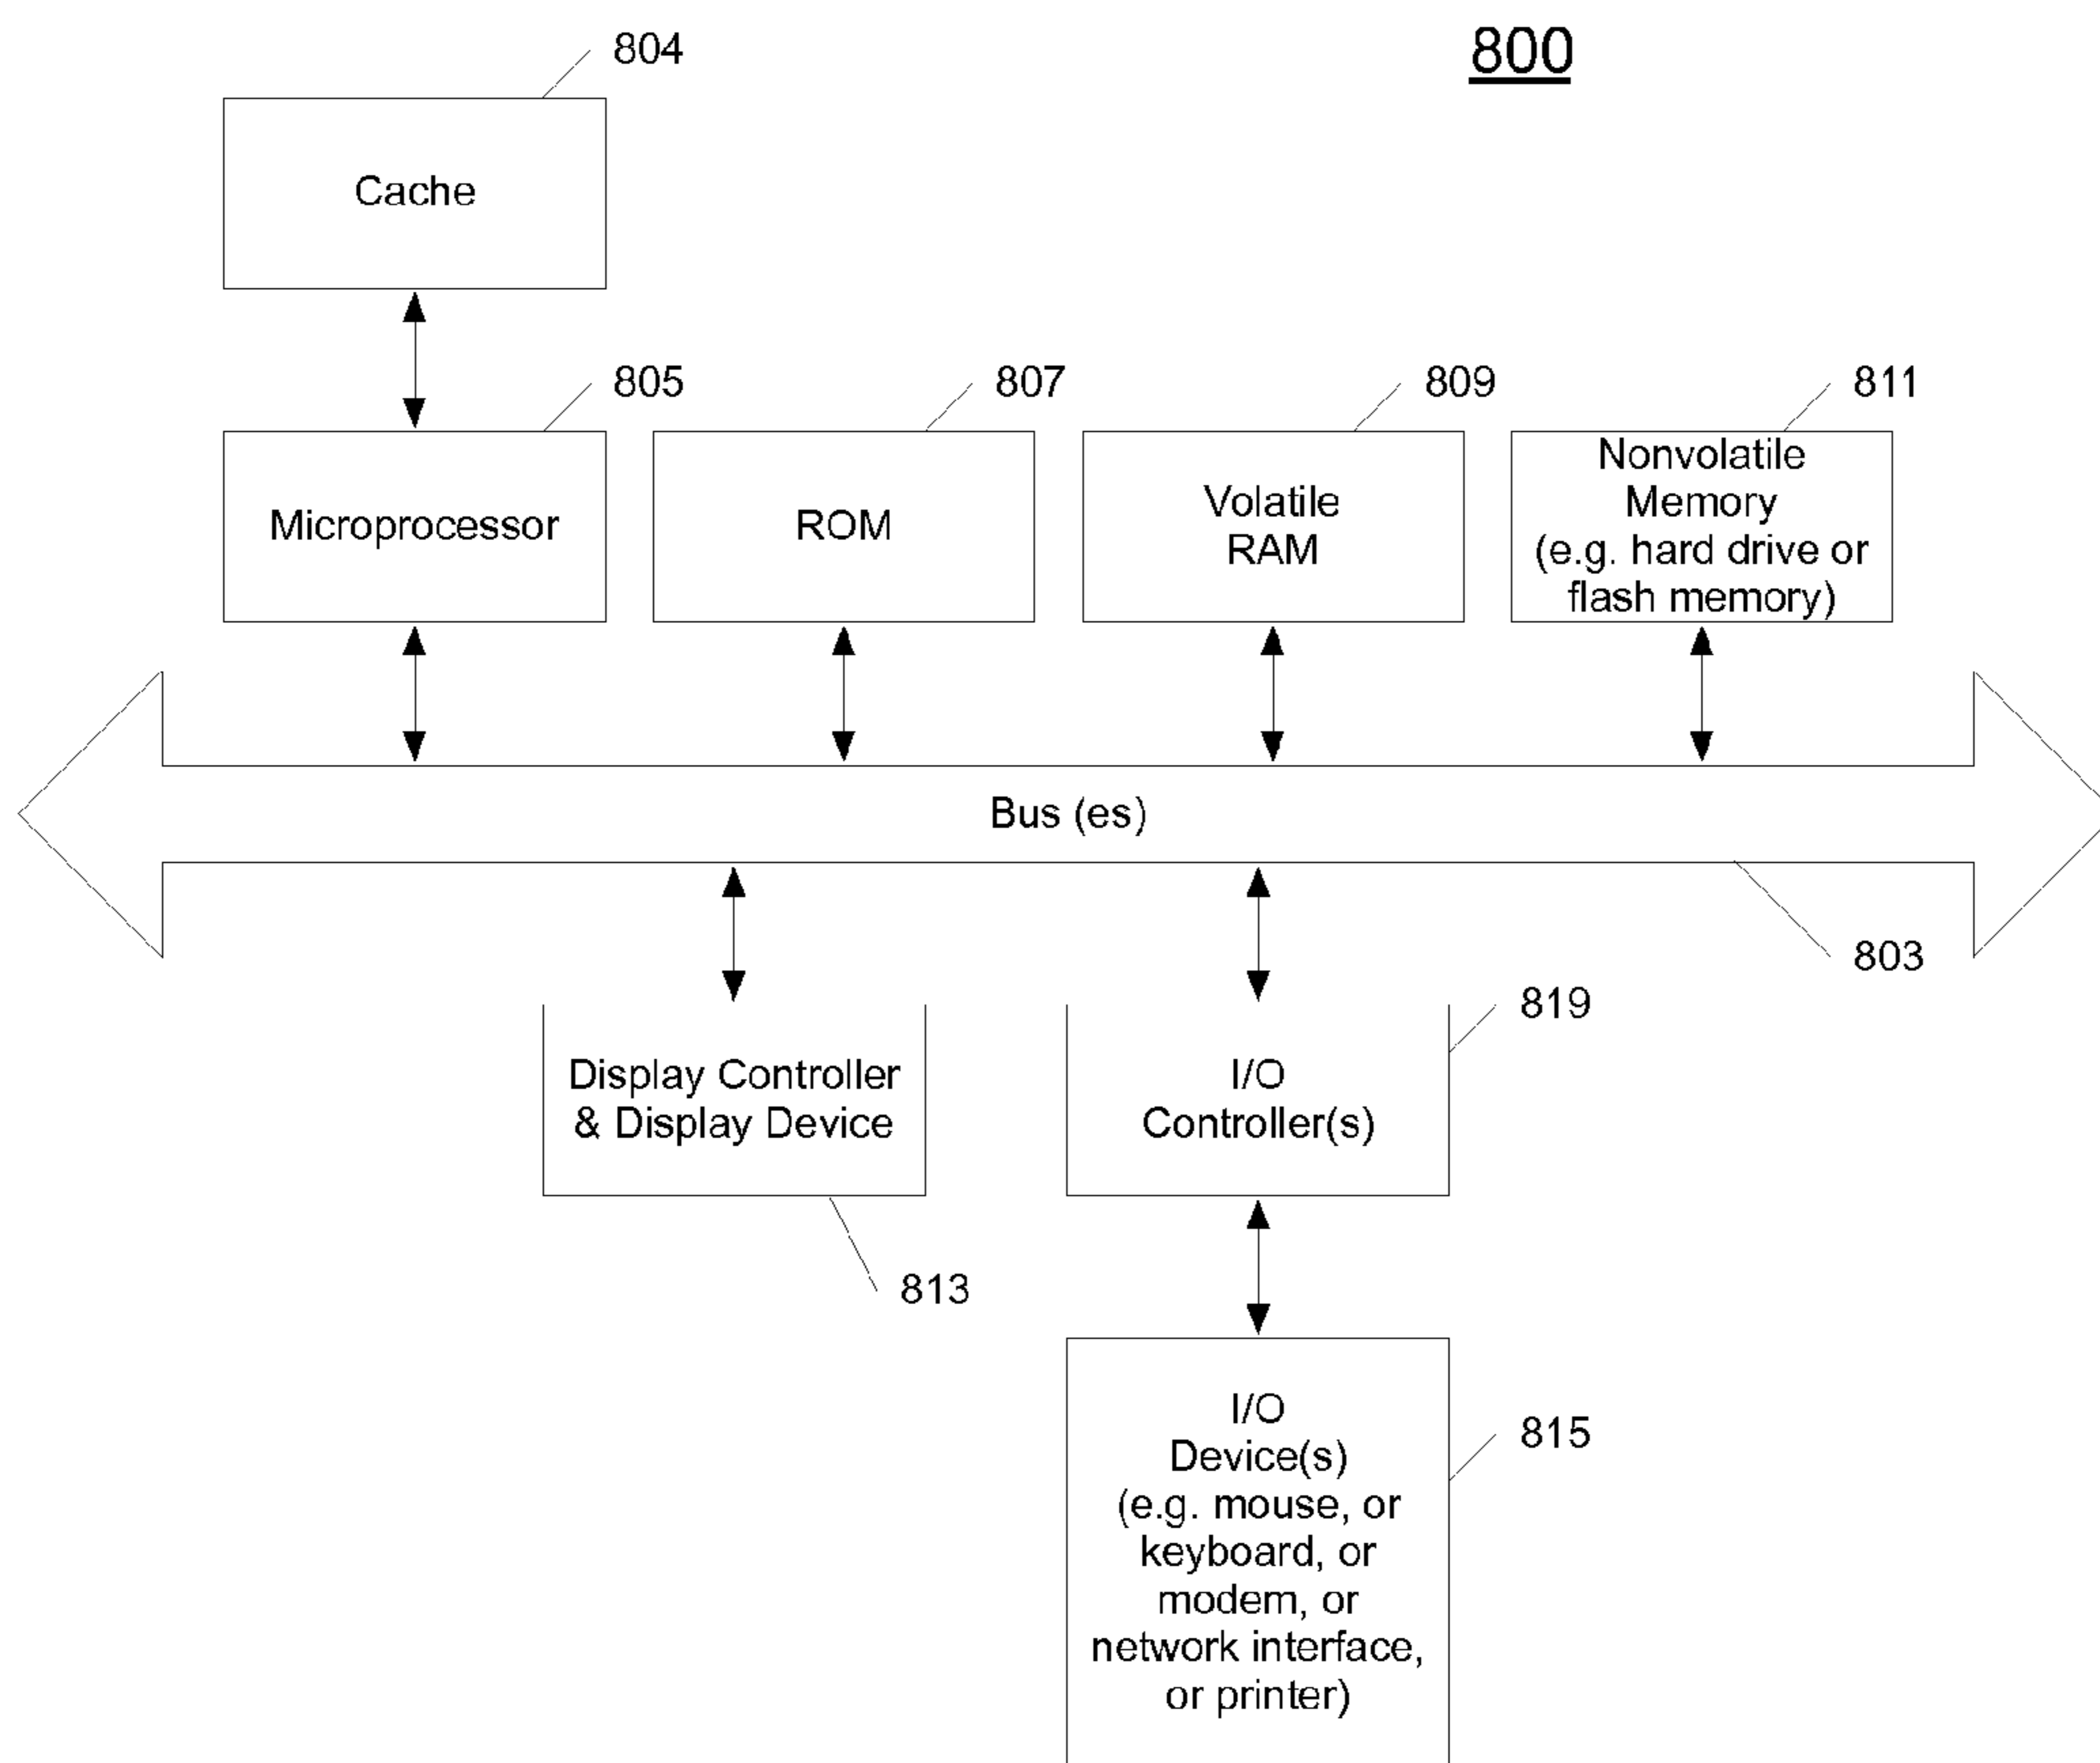 800
804
Cache
805
807
809
811
Microprocessor
ROM
Volatile
RAM
Nonvolatile
Memory
(e.g. hard drive or
flash memory)
Bus (es)
803
819
Display Controller
& Display Device
I/O
Controller(s)
813
815
I/O
Device(s)
(e.g. mouse, or
keyboard, or
modem, or
network interface,
or printer)